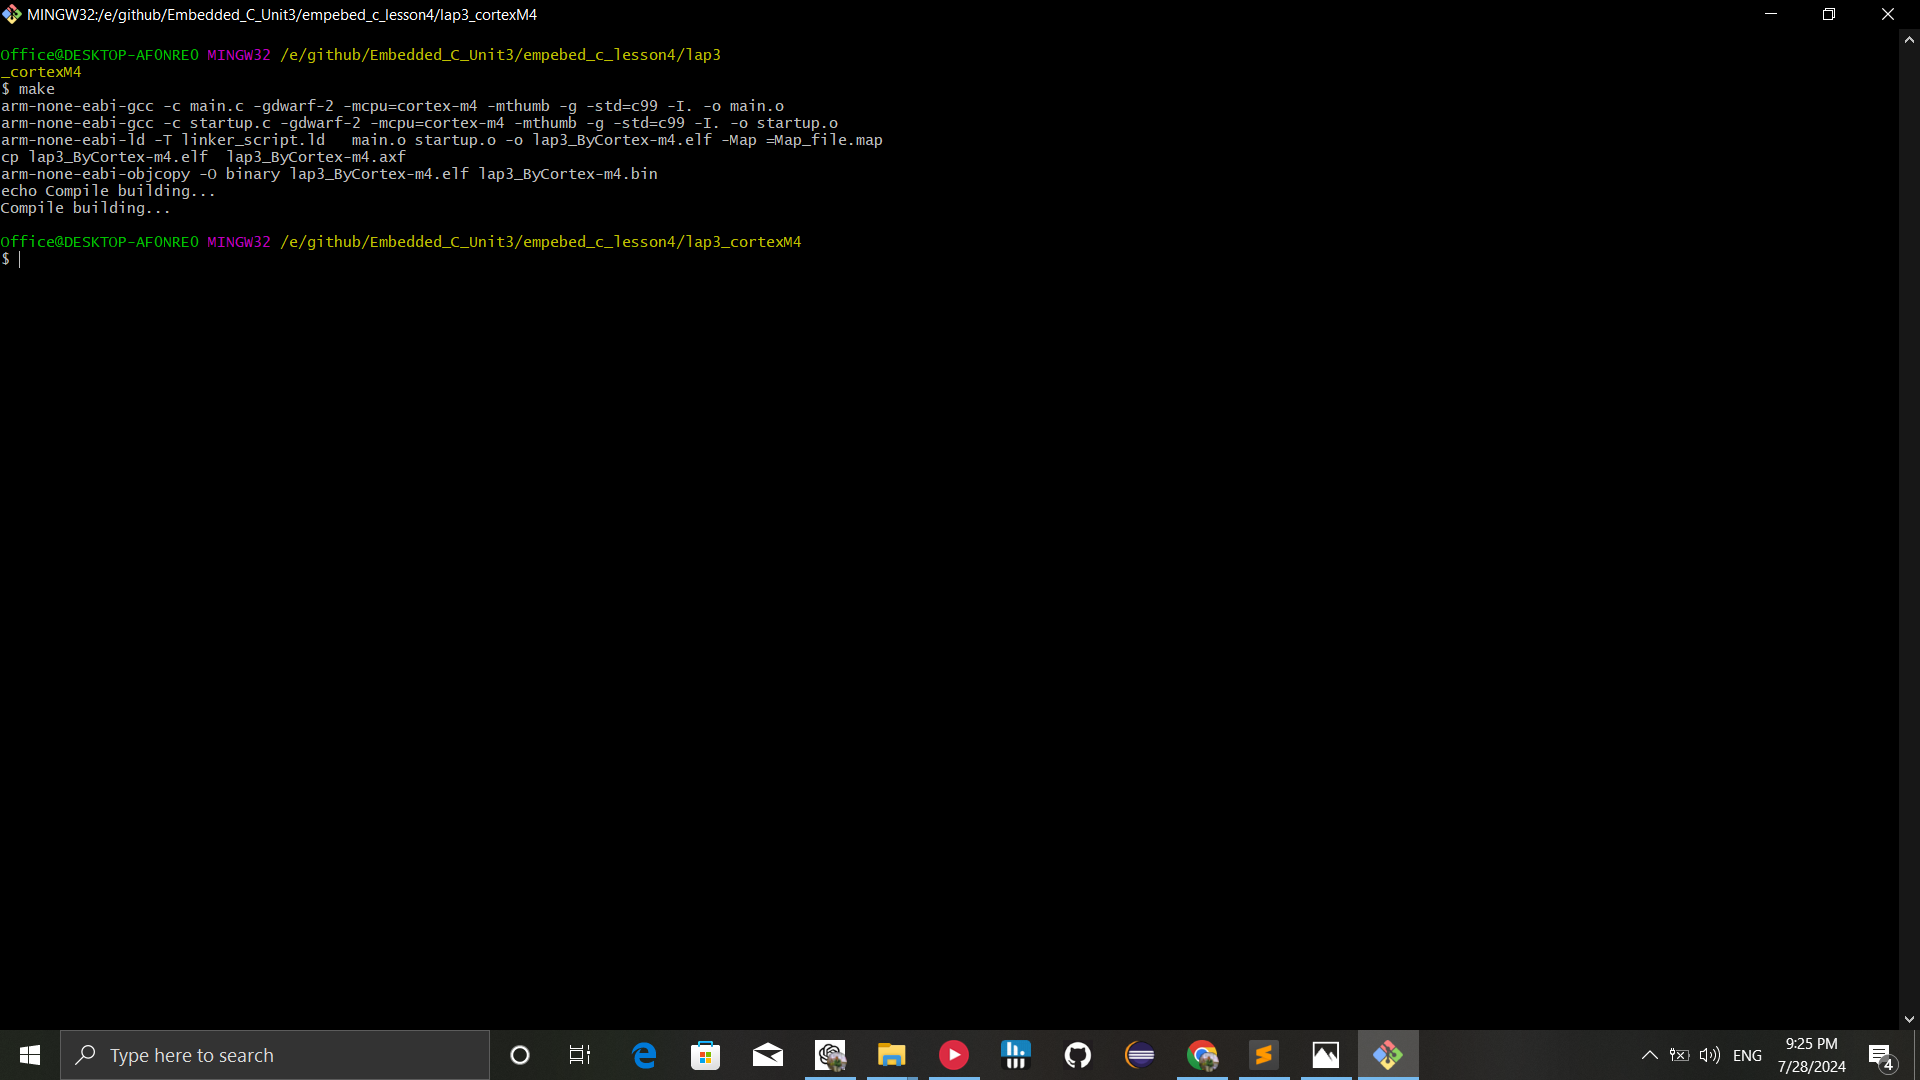 MINGW32:/e/github/Embedded_C_Unit3/empebed_c_lesson4/lap3_cortexM4
Office@DESKTOP-AF0NRE0 MINGW32 /e/github/Embedded_C_Unit3/empebed_c_lesson4/lap3
_cortexM4
$ make
arm-none-eabi-gcc -c main.c -gdwarf-2 -mcpu=cortex-m4 -mthumb -g -std=c99 -I. -o main.o
arm-none-eabi-gcc -c startup.c -gdwarf-2 -mcpu=cortex-m4 -mthumb -g -std=c99 -I. -o startup.o
arm-none-eabi-ld -T linker_script.ld   main.o startup.o -o lap3_ByCortex-m4.elf -Map =Map_file.map
cp lap3_ByCortex-m4.elf  lap3_ByCortex-m4.axf
arm-none-eabi-objcopy -O binary lap3_ByCortex-m4.elf lap3_ByCortex-m4.bin
echo Compile building...
Compile building...
Office@DESKTOP-AF0NRE0 MINGW32 /e/github/Embedded_C_Unit3/empebed_c_lesson4/lap3_cortexM4
$
Type here to search
ENG
9:25 PM
7/28/2024
4